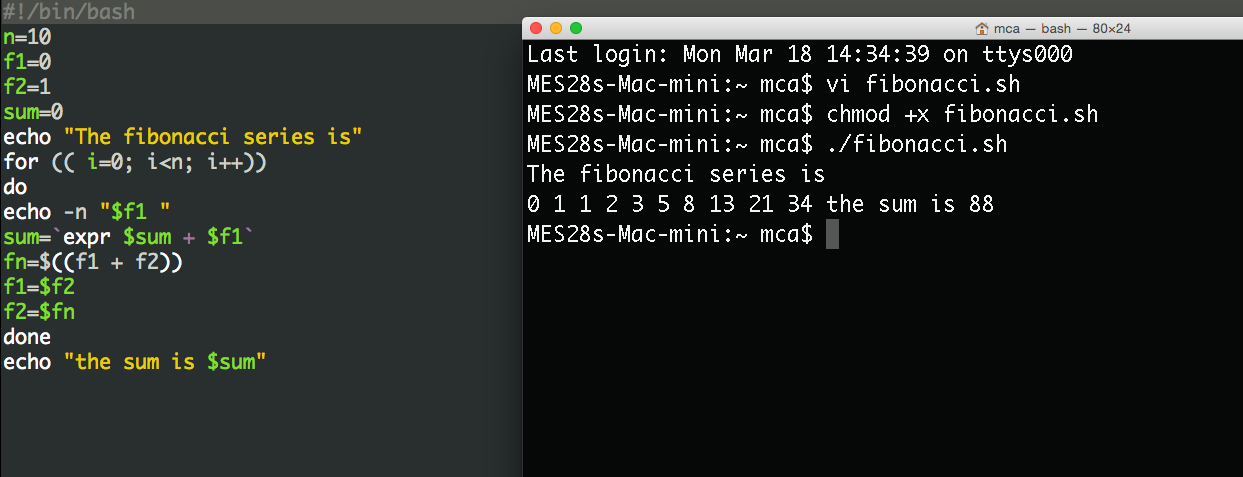 #!/bin/bash
n=10
f1=0
f2=1
sum=0
echo "The fibonacci series is"
for (( i=0; i<n; i++))
do
echo -n "$f1 "
sum=`expr $sum + $f1`
fn=$((f1 + f2))
f1=$f2
f2=$fn
done
echo "the sum is $sum"
mca — bash — 80×24
Last login: Mon Mar 18 14:34:39 on ttys000
MES28s-Mac-mini:~ mca$ vi fibonacci.sh
MES28s-Mac-mini:~ mca$ chmod +x fibonacci.sh
MES28s-Mac-mini:~ mca$ ./fibonacci.sh
The fibonacci series is
0 1 1 2 3 5 8 13 21 34 the sum is 88
MES28s-Mac-mini:~ mca$